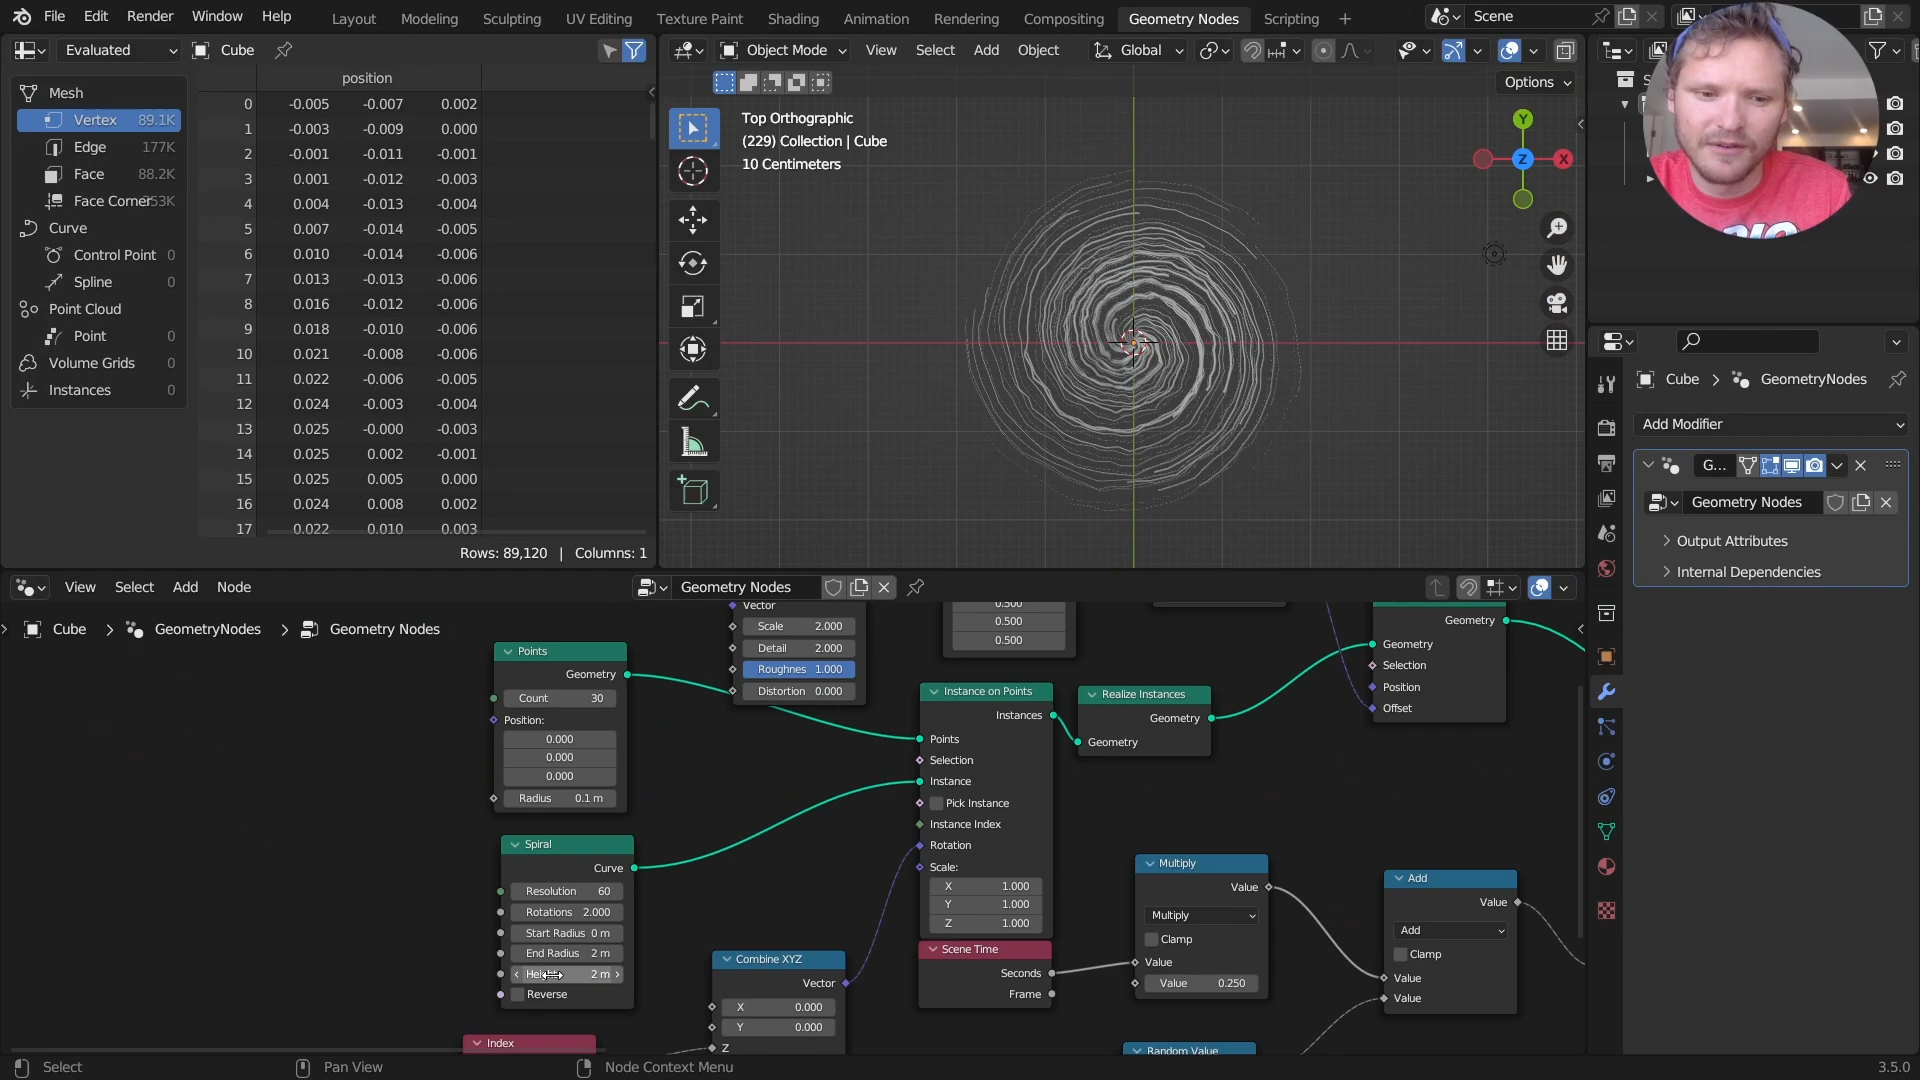 File Edit Render Window Help
Layout Modeling Sculpting UV Editing Texture Paint Shading Animation Rendering Compositing Geometry Nodes Scripting +
Scene
Evaluated Cube
Object Mode View Select Add Object Global
Options
position
Mesh
Vertex 89.1K
Edge 177K
Face 88.2K
Face Corner 53K
Curve
Control Point 0
Spline 0
Point Cloud
Point 0
Volume Grids 0
Instances 0
0 -0.005 -0.007 0.002
1 -0.003 -0.009 0.000
2 -0.001 -0.011 -0.001
3 0.001 -0.012 -0.003
4 0.004 -0.013 -0.004
5 0.007 -0.014 -0.005
6 0.010 -0.014 -0.006
7 0.013 -0.013 -0.006
8 0.016 -0.012 -0.006
9 0.018 -0.010 -0.006
10 0.021 -0.008 -0.006
11 0.022 -0.006 -0.005
12 0.024 -0.003 -0.004
13 0.025 -0.000 -0.003
14 0.025 0.002 -0.001
15 0.025 0.005 0.000
16 0.024 0.008 0.002
17 0.022 0.010 0.003
Rows: 89,120 | Columns: 1
Top Orthographic
(229) Collection | Cube
10 Centimeters
Y
Z
X
Cube > GeometryNodes
Add Modifier
G...
Geometry Nodes
> Output Attributes
> Internal Dependencies
View Select Add Node
Geometry Nodes
Cube > GeometryNodes > Geometry Nodes
Points
Geometry
Count 30
Position:
0.000
0.000
0.000
Radius 0.1 m
Spiral
Curve
Resolution 60
Rotations 2.000
Start Radius 0 m
End Radius 2 m
2 m
Reverse
Index
Vector
Scale 2.000
Detail 2.000
Roughnes 1.000
Distortion 0.000
Combine XYZ
Vector
X 0.000
Y 0.000
Z
0.500
0.500
0.500
Instance on Points
Instances
Points
Selection
Instance
Pick Instance
Instance Index
Rotation
Scale:
X 1.000
Y 1.000
Z 1.000
Scene Time
Seconds
Frame
Realize Instances
Geometry
Geometry
Multiply
Value
Multiply
Clamp
Value
Value 0.250
Random Value
Geometry
Geometry
Selection
Position
Offset
Add
Value
Add
Clamp
Value
Value
Select Pan View Node Context Menu 3.5.0